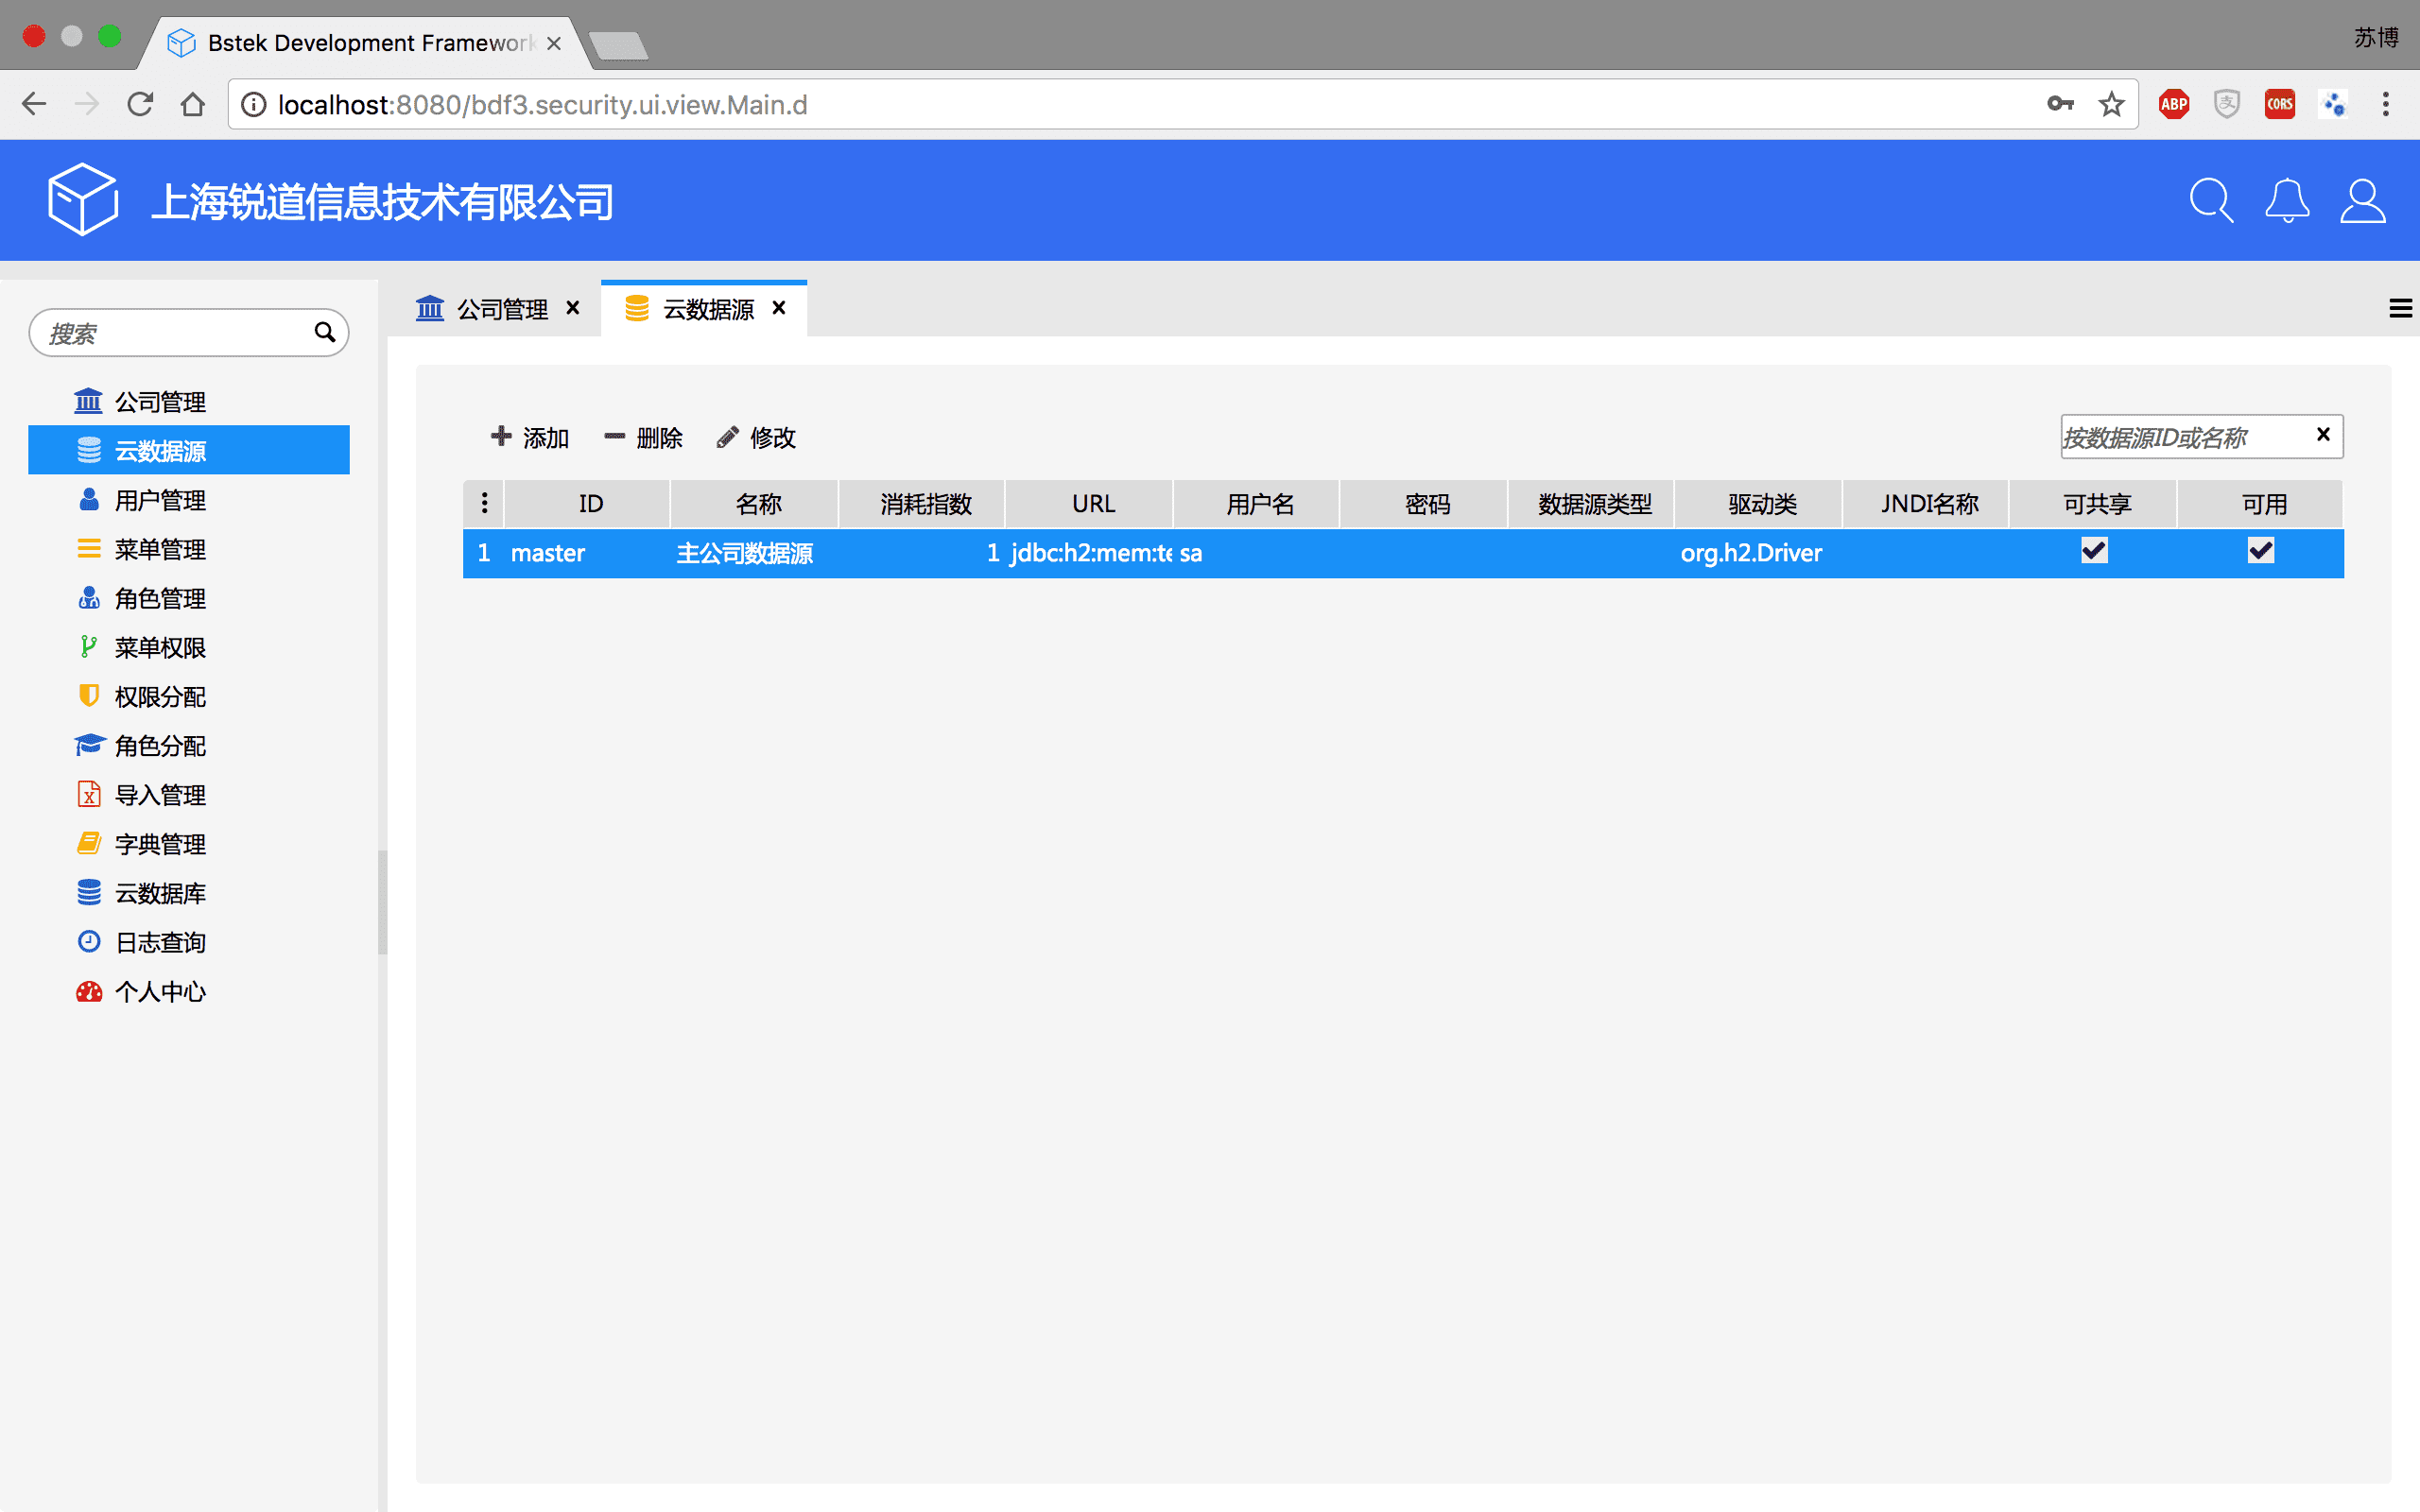 Bstek Development Framework
苏博
localhost:8080/bdf3.security.ui.view.Main.d
ABP
支
CORS
上海锐道信息技术有限公司
公司管理
云数据源
搜索
公司管理
云数据源
用户管理
菜单管理
角色管理
菜单权限
权限分配
角色分配
导入管理
字典管理
云数据库
日志查询
个人中心
添加 删除 修改
按数据源ID或名称
ID 名称 消耗指数 URL 用户名 密码 数据源类型 驱动类 JNDI名称 可共享 可用
1 master 主公司数据源 1 jdbc:h2:mem:te sa org.h2.Driver